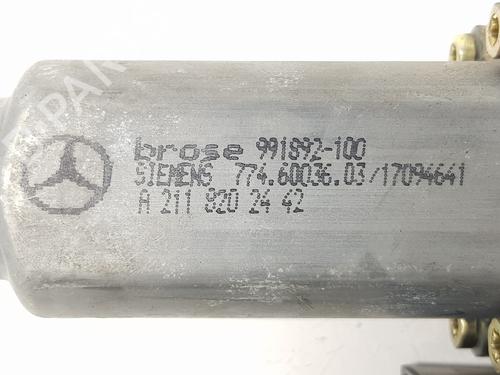 brose 991892-100
SIEMENS 774.60036.03/17094641
A 211 820 24 42